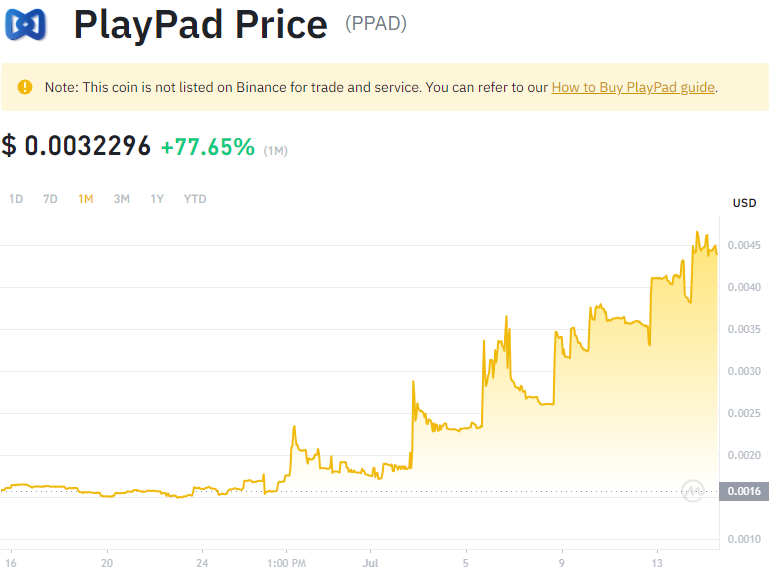 PlayPad Price (PPAD)
Note: This coin is not listed on Binance for trade and service. You can refer to our How to Buy PlayPad guide.
$ 0.0032296 +77.65% (1M)
1D 7D 1M 3M 1Y YTD
USD
0.0045
0.0040
0.0035
0.0030
0.0025
0.0020
0.0016
0.0010
16 20 24 1:00 PM Jul 5 9 13